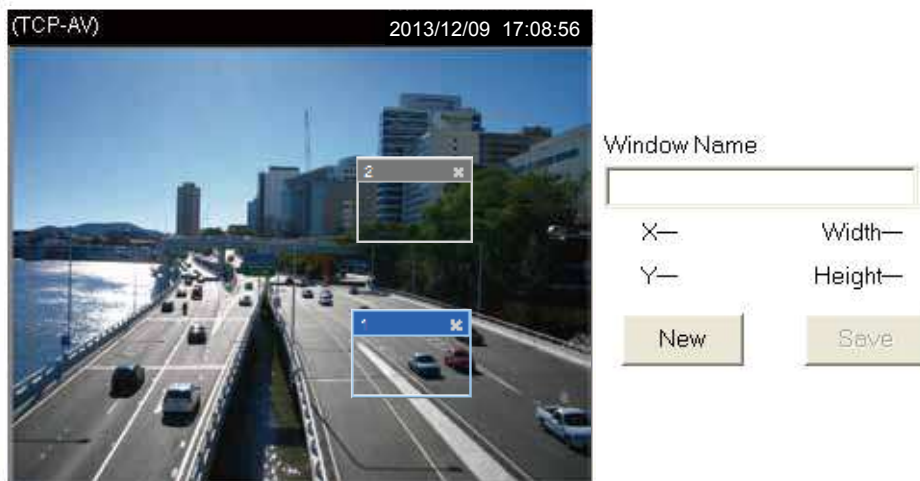 (TCP-AV) 2013/12/09 17:08:56
Window Name
2
X— Width—
Y— Height—
1
New Save